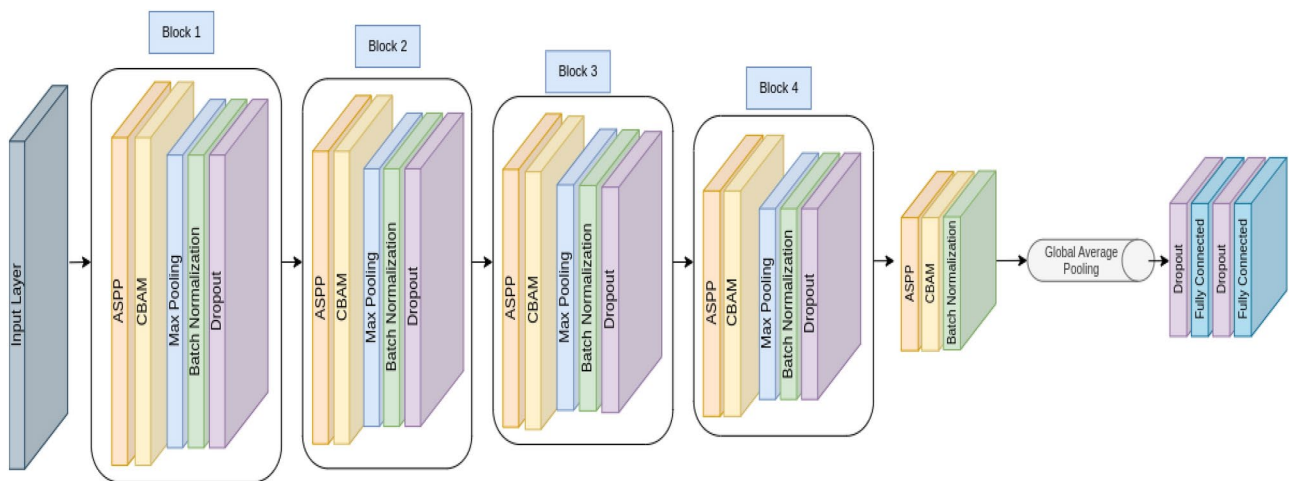 Block 1
Block 2
Block 3
Block 4
Input Layer
ASPP
CBAM
Max Pooling
Batch Normalization
Dropout
ASPP
CBAM
Max Pooling
Batch Normalization
Dropout
ASPP
CBAM
Max Pooling
Batch Normalization
Dropout
ASPP
CBAM
Max Pooling
Batch Normalization
Dropout
ASPP
CBAM
Batch Normalization
Global Average
Pooling
Dropout
Fully Connected
Dropout
Fully Connected